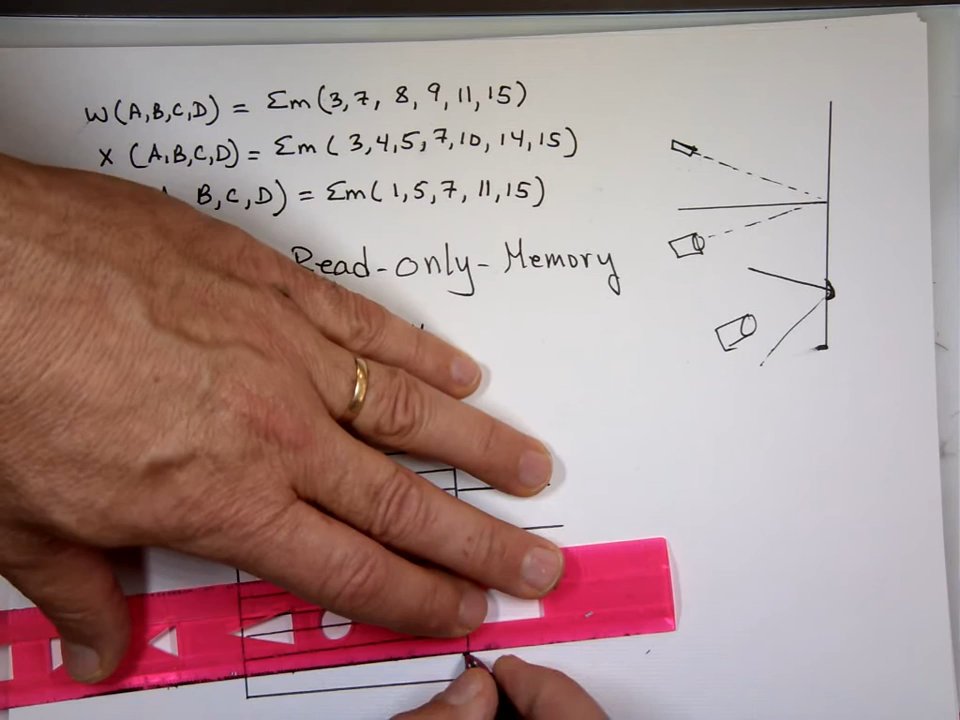 W(A,B,C,D) = Σm(3,7, 8, 9, 11, 15)
X (A,B,C,D) = Σm( 3,4,5,7,10, 14, 15)
B,C,D) = Σm( 1, 5, 7, 11, 15)
Read-only-Memory